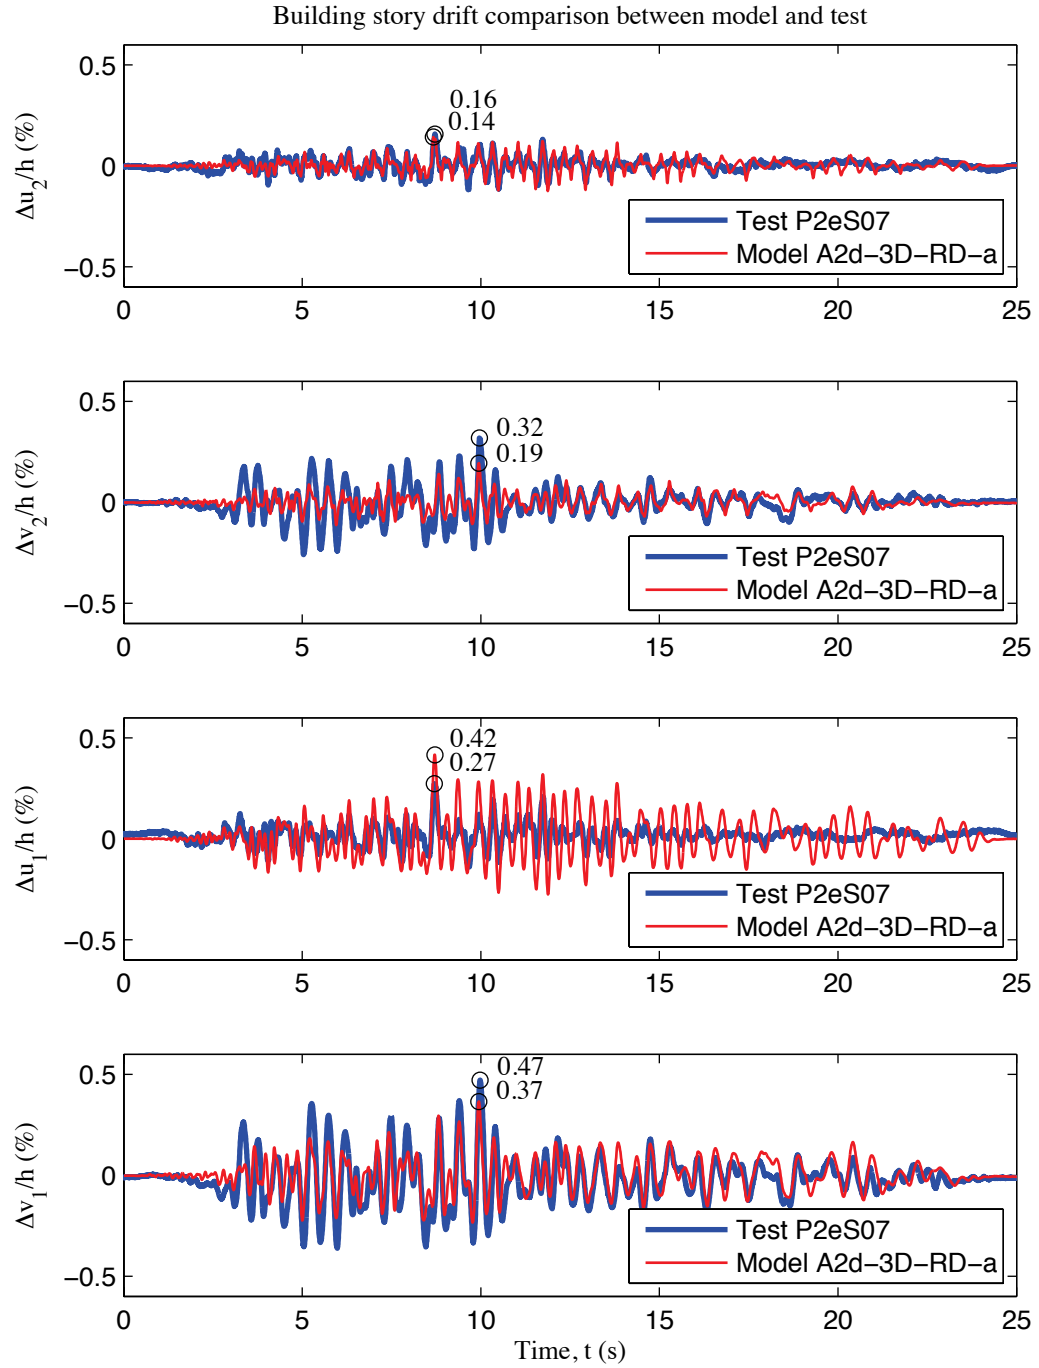 Building story drift comparison between model and test
0.5
0
−0.5
Δu2/h (%)
0.16
0.14
Test P2eS07
Model A2d−3D−RD−a
0 5 10 15 20 25
0.5
0
−0.5
Δv2/h (%)
0.32
0.19
Test P2eS07
Model A2d−3D−RD−a
0 5 10 15 20 25
0.5
0
−0.5
Δu1/h (%)
0.42
0.27
Test P2eS07
Model A2d−3D−RD−a
0 5 10 15 20 25
0.5
0
−0.5
Δv1/h (%)
0.47
0.37
Test P2eS07
Model A2d−3D−RD−a
0 5 10 15 20 25
Time, t (s)